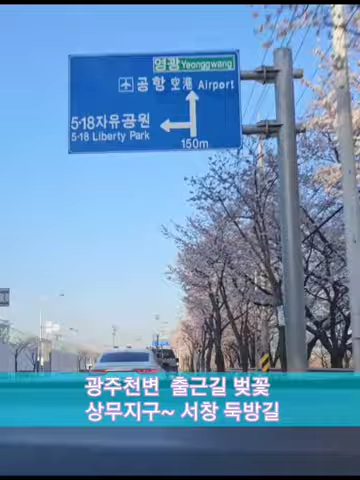 영광 Yeonggwang
공항 空港 Airport
5·18자유공원
5·18 Liberty Park
150m
광주천변 출근길 벚꽃
상무지구~ 서창 둑방길